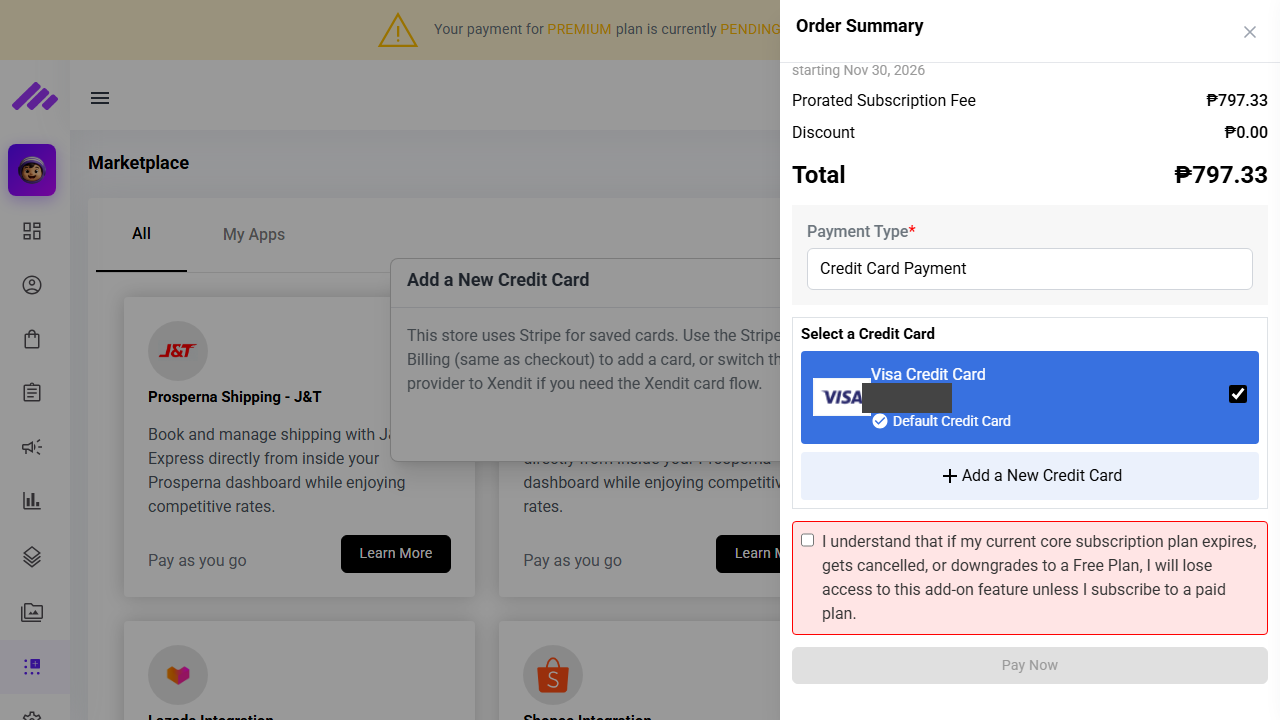 Your payment for PREMIUM plan is currently PENDING
Marketplace
All
My Apps
J&T
Prosperna Shipping - J&T
Book and manage shipping with J&
Express directly from inside your
Prosperna dashboard while enjoying
competitive rates.
Pay as you go
Learn More
directly from inside your Prosperna
dashboard while enjoying competitiv
rates.
Pay as you go
Learn M
Lazada Integration
Shopee Integration
Add a New Credit Card
This store uses Stripe for saved cards. Use the Stripe
Billing (same as checkout) to add a card, or switch th
provider to Xendit if you need the Xendit card flow.
Order Summary
starting Nov 30, 2026
Prorated Subscription Fee
₱797.33
Discount
₱0.00
Total
₱797.33
Payment Type*
Credit Card Payment
Select a Credit Card
VISA
Visa Credit Card
Default Credit Card
Add a New Credit Card
I understand that if my current core subscription plan expires,
gets cancelled, or downgrades to a Free Plan, I will lose
access to this add-on feature unless I subscribe to a paid
plan.
Pay Now